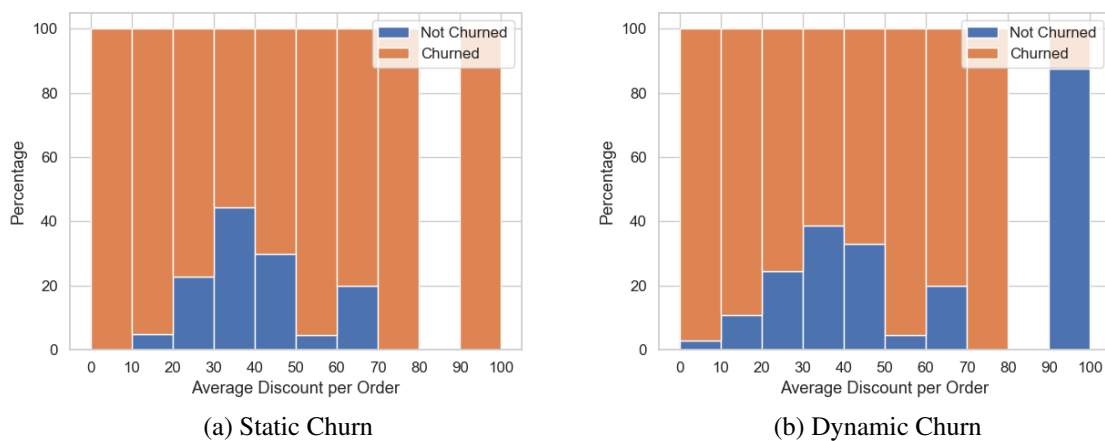 100
80
60
40
20
0
Percentage
Not Churned
Churned
0 10 20 30 40 50 60 70 80 90 100
Average Discount per Order
(a) Static Churn
100
80
60
40
20
0
Percentage
Not Churned
Churned
0 10 20 30 40 50 60 70 80 90 100
Average Discount per Order
(b) Dynamic Churn